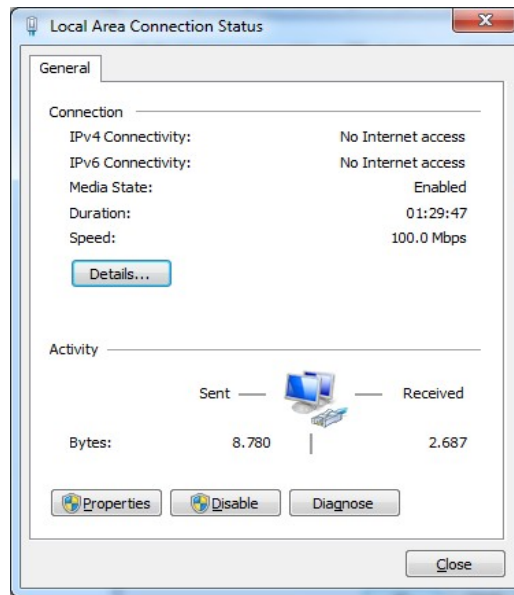 Local Area Connection Status
General
Connection
IPv4 Connectivity: No Internet access
IPv6 Connectivity: No Internet access
Media State: Enabled
Duration: 01:29:47
Speed: 100.0 Mbps
Details...
Activity
Sent Received
Bytes: 8.780 2.687
Properties Disable Diagnose
Close